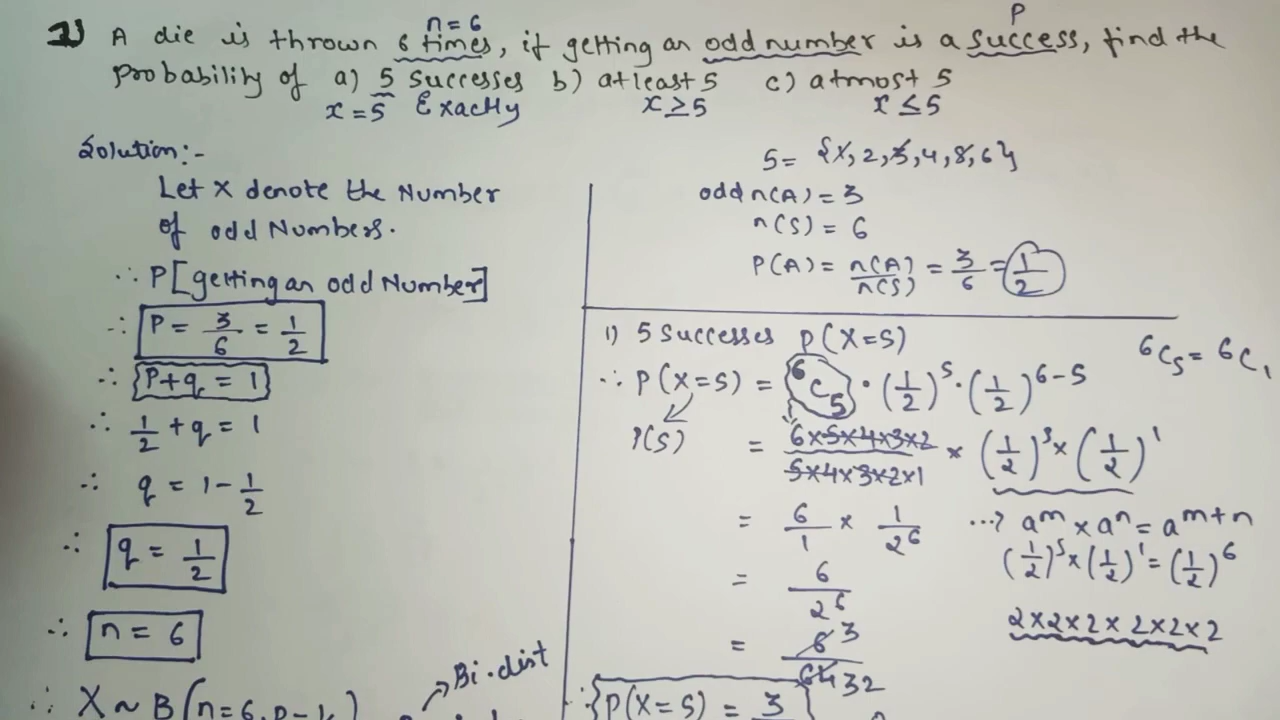 2) A die is thrown 6 times, if getting an odd number is a success, find the
n=6
P
probability of a) 5 successes b) atleast 5 c) atmost 5
x=5 Exactly x≥5 x≤5
Solution:-
Let X denote the Number
of odd Numbers.
∴ P[getting an odd Number]
∴ P = 3/6 = 1/2
∴ P+q = 1
∴ 1/2 + q = 1
∴ q = 1 - 1/2
∴ q = 1/2
∴ n = 6
∴ X ~ B(n=6, p=
Bi.dist
S = {1, 2, 3, 4, 5, 6}
odd n(A) = 3
n(S) = 6
P(A) = n(A)/n(S) = 3/6 = 1/2
1) 5 Successes P(X=5)
6C5 = 6C1
∴ P(X=5) = 6C5 · (1/2)^5 · (1/2)^6-5
P(5) = 6×5×4×3×2/5×4×3×2×1 × (1/2)^5 × (1/2)^1
= 6/1 × 1/2^6 ...? a^m × a^n = a^m+n
(1/2)^5 × (1/2)^1 = (1/2)^6
= 6/2^6
2×2×2×2×2×2
= 6 3/64 32
∴ P(X=5) = 3